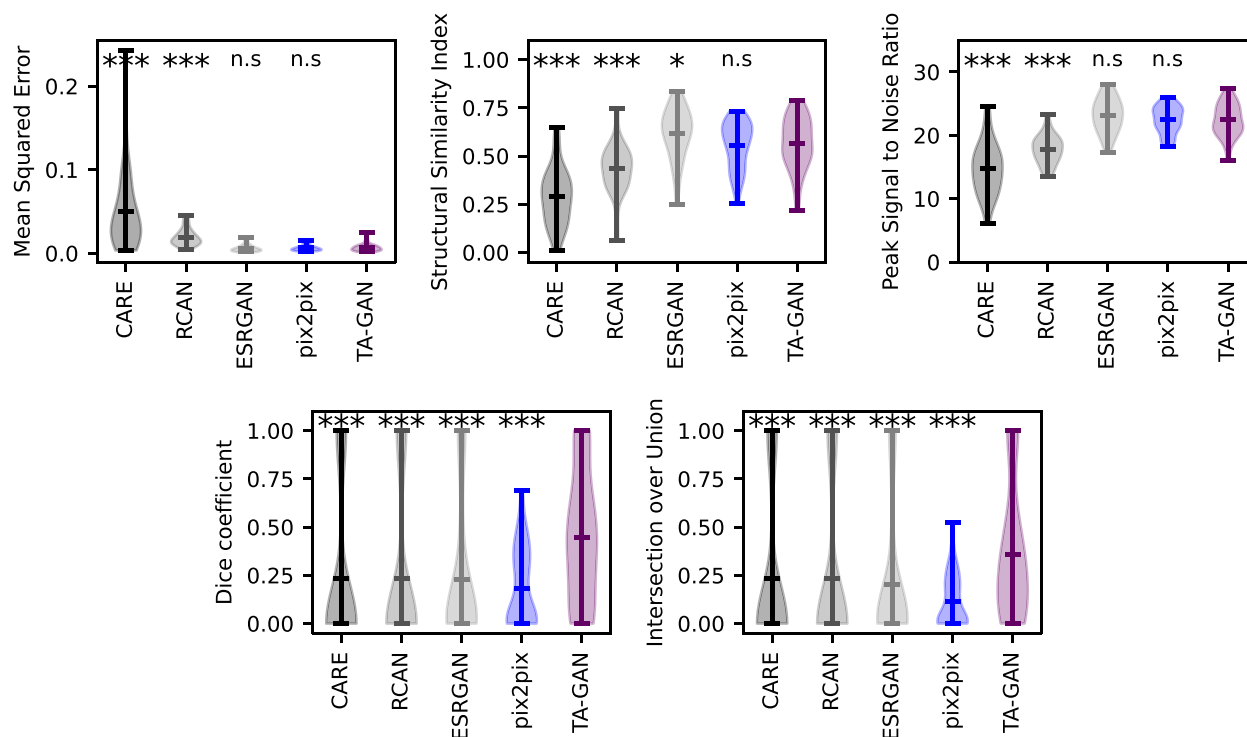 Mean Squared Error
0.2
0.1
0.0
*** *** n.s n.s
CARE
RCAN
ESRGAN
pix2pix
TA-GAN
Structural Similarity Index
1.00
0.75
0.50
0.25
0.00
*** *** * n.s
CARE
RCAN
ESRGAN
pix2pix
TA-GAN
Peak Signal to Noise Ratio
30
20
10
0
*** *** n.s n.s
CARE
RCAN
ESRGAN
pix2pix
TA-GAN
Dice coefficient
1.00
0.75
0.50
0.25
0.00
*** *** *** ***
CARE
RCAN
ESRGAN
pix2pix
TA-GAN
Intersection over Union
1.00
0.75
0.50
0.25
0.00
*** *** *** ***
CARE
RCAN
ESRGAN
pix2pix
TA-GAN